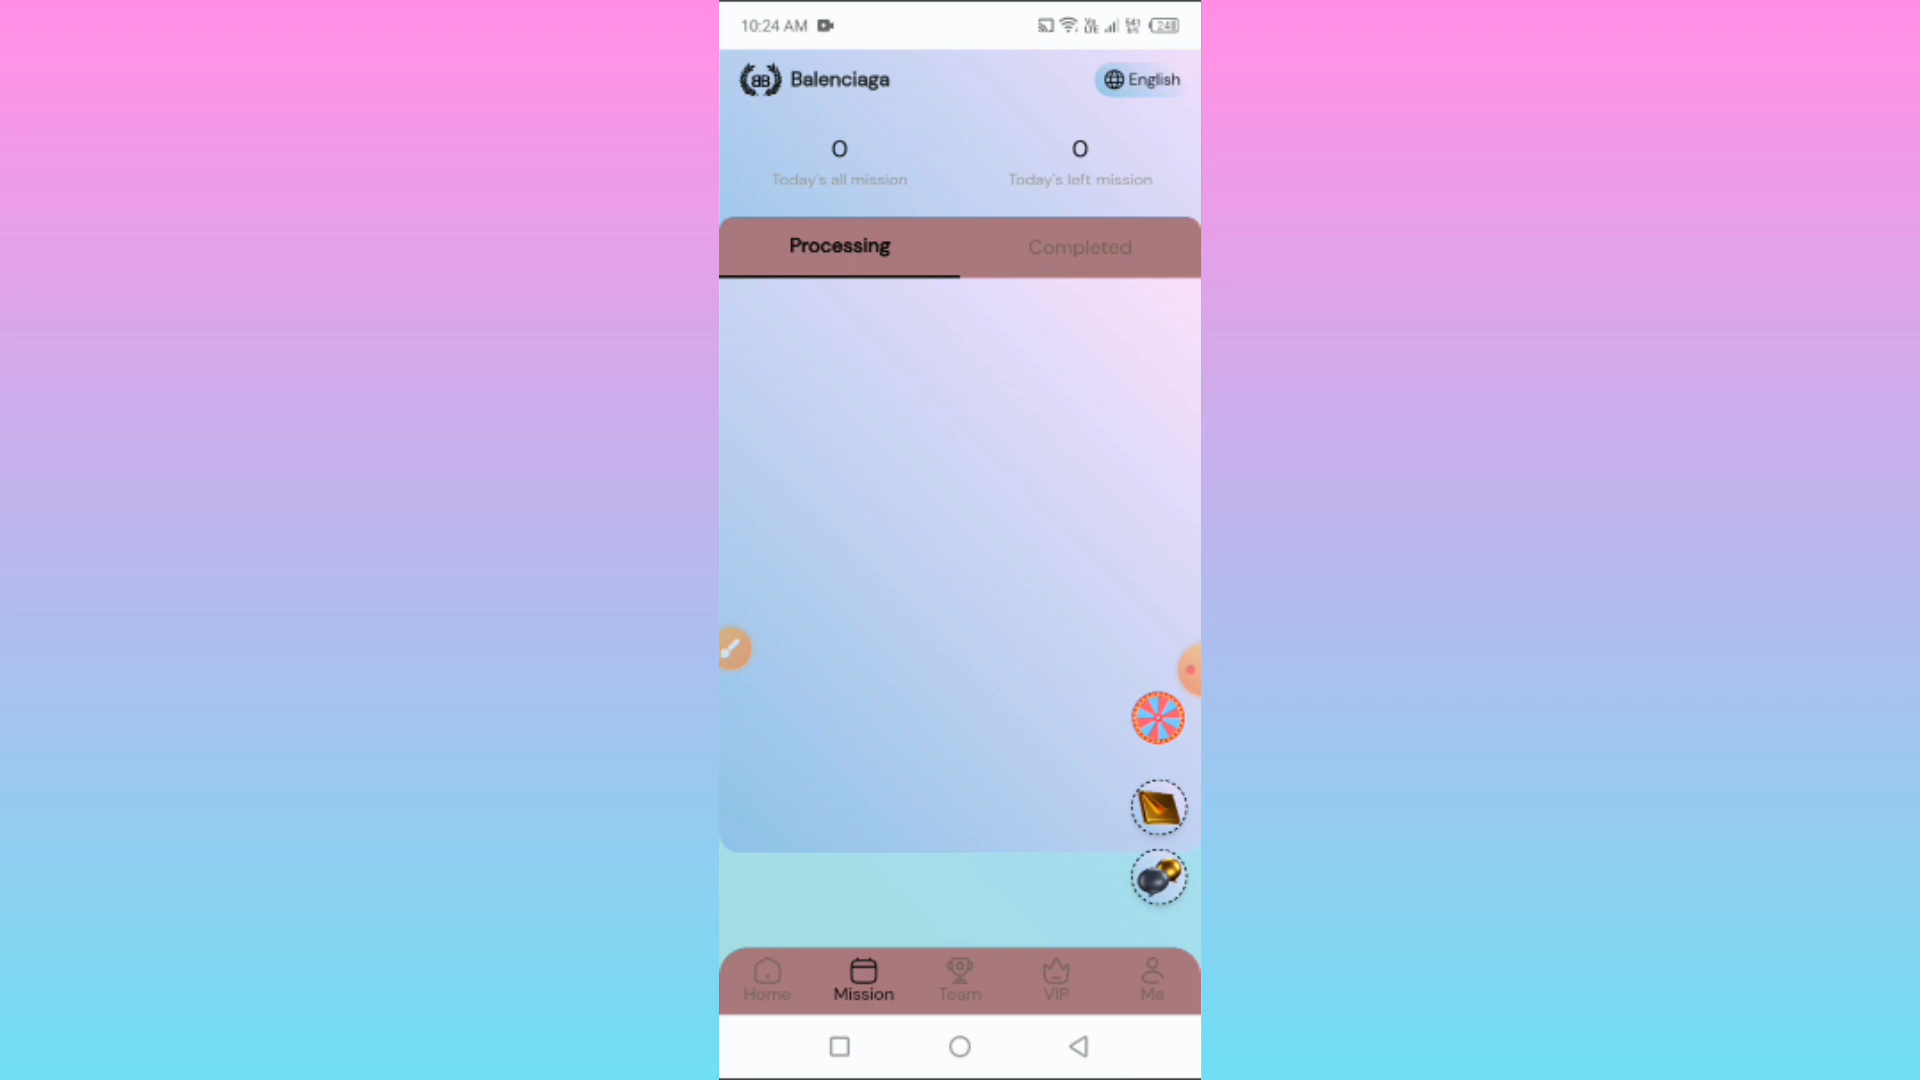 10:24 AM
Balenciaga
English
0 0
Today's all mission Today's left mission
Processing Completed
Home Mission Team VIP Me